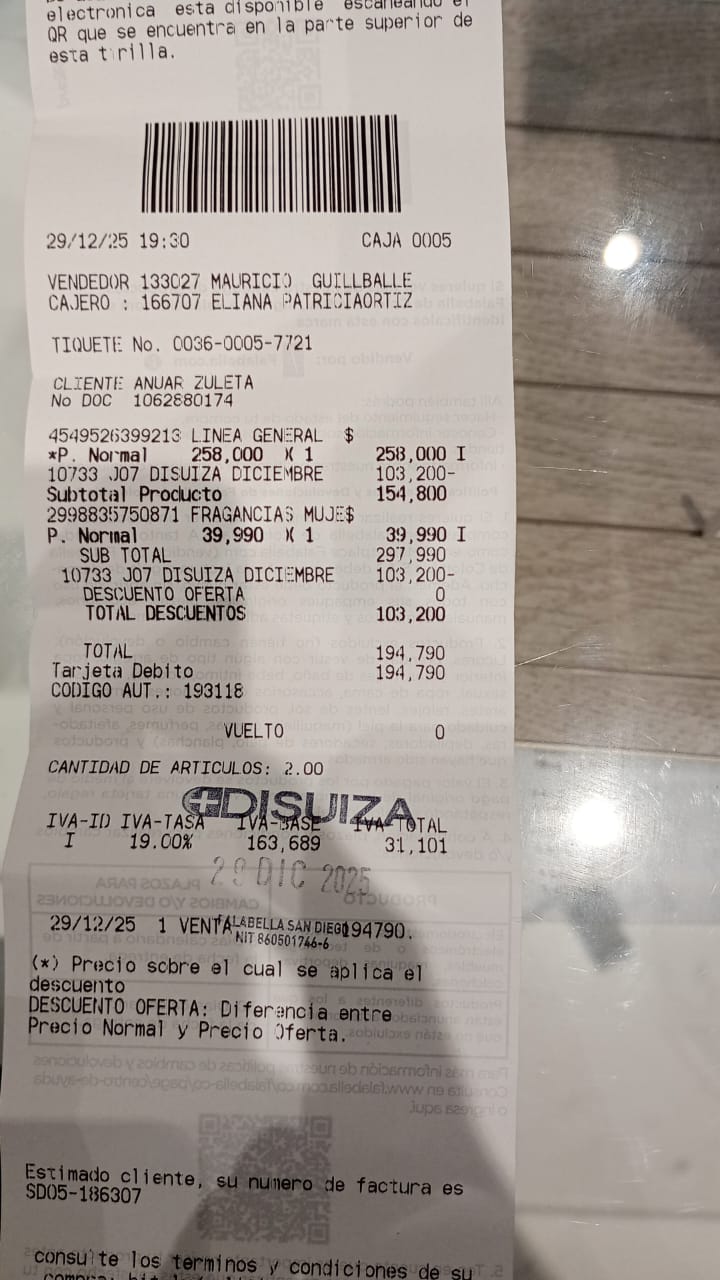 electronica esta disponible escaneando el
QR que se encuentra en la parte superior de
esta tirilla.
29/12/25 19:30 CAJA 0005
VENDEDOR 133027 MAURICIO GUILLBALLE
CAJERO : 166707 ELIANA PATRICIAORTIZ
TIQUETE No. 0036-0005-7721
CLIENTE ANUAR ZULETA
No DOC 1062880174
4549526399213 LINEA GENERAL $
*P. Normal 258,000 X 1 258,000 I
10733 J07 DISUIZA DICIEMBRE 103,200-
Subtotal Producto 154,800
2998835750871 FRAGANCIAS MUJE$
P. Normal 39,990 X 1 39,990 I
SUB TOTAL 297,990
10733 J07 DISUIZA DICIEMBRE 103,200-
DESCUENTO OFERTA 0
TOTAL DESCUENTOS 103,200
TOTAL 194,790
Tarjeta Debito 194,790
CODIGO AUT.: 193118
VUELTO 0
CANTIDAD DE ARTICULOS: 2.00
DISUIZA
IVA-ID IVA-TASA IVA-BASE IVA-TOTAL
I 19.00% 163,689 31,101
29 DIC 2025
29/12/25 1 VENTA LABELLA SAN DIEGO 194790.
NIT 860501746-6
(*) Precio sobre el cual se aplica el
descuento
DESCUENTO OFERTA: Diferencia entre
Precio Normal y Precio Oferta.
Estimado cliente, su numero de factura es
SD05-186307
consulte los terminos y condiciones de su